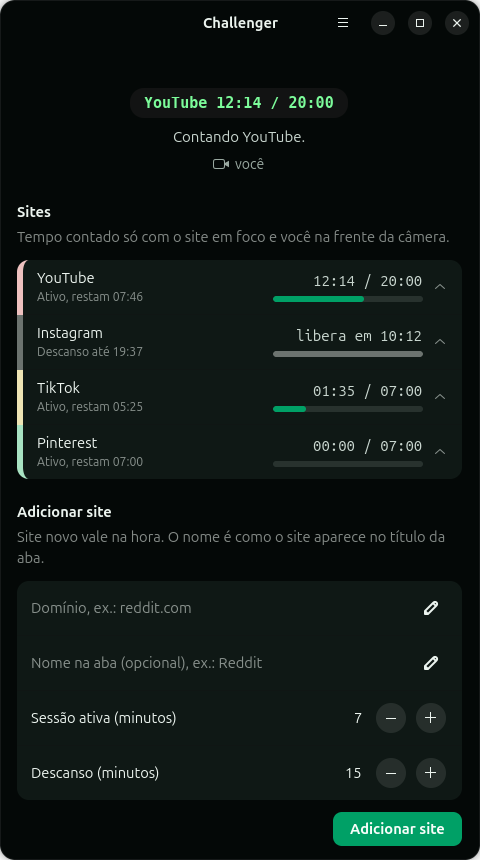 Challenger
YouTube 12:14 / 20:00
Contando YouTube.
você
Sites
Tempo contado só com o site em foco e você na frente da câmera.
YouTube
12:14 / 20:00
Ativo, restam 07:46
Instagram
libera em 10:12
Descanso até 19:37
TikTok
01:35 / 07:00
Ativo, restam 05:25
Pinterest
00:00 / 07:00
Ativo, restam 07:00
Adicionar site
Site novo vale na hora. O nome é como o site aparece no título da
aba.
Domínio, ex.: reddit.com
Nome na aba (opcional), ex.: Reddit
Sessão ativa (minutos) 7
Descanso (minutos) 15
Adicionar site